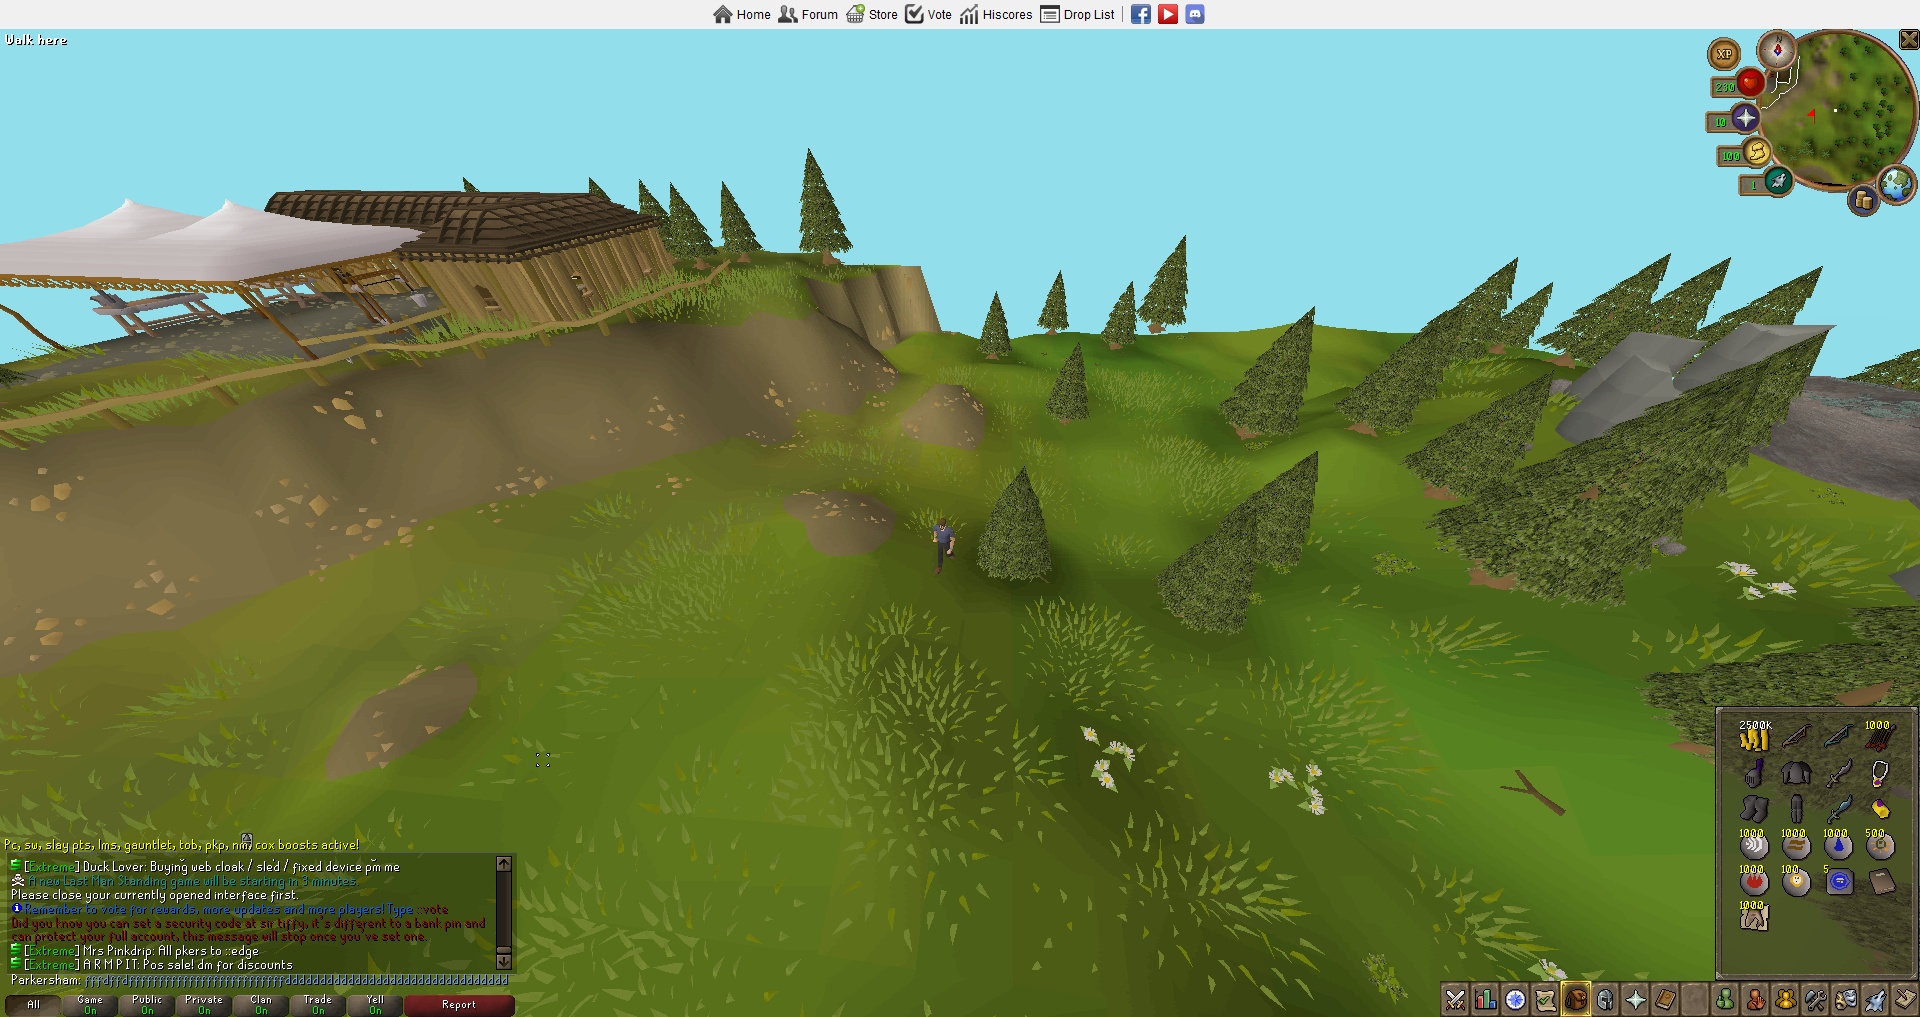 Home Forum Store Vote Hiscores Drop List
Walk here
XP
N
230
10
100
1
Pc, sw, slay pts, lms, gauntlet, tob, pkp, nm, cox boosts active!
[Extreme] Duck Lover: Buying web cloak / sled / fixed device pm me
A new Last Man Standing game will be starting in 3 minutes.
Please close your currently opened interface first.
Remember to vote for rewards, more updates and more players! Type ::vote
Did you know you can set a security code at sir tiffy, it's different to a bank pin and
can protect your full account, this message will stop once you've set one.
[Extreme] Mrs Pinkdrip: All pkers to ::edge
[Extreme] A R M P I T: Pos sale! dm for discounts
Parkersham:
All Game On Public On Private On Clan On Trade On Yell On Report
2500K 1000
1000 1000 1000 500
1000 100 5
1000